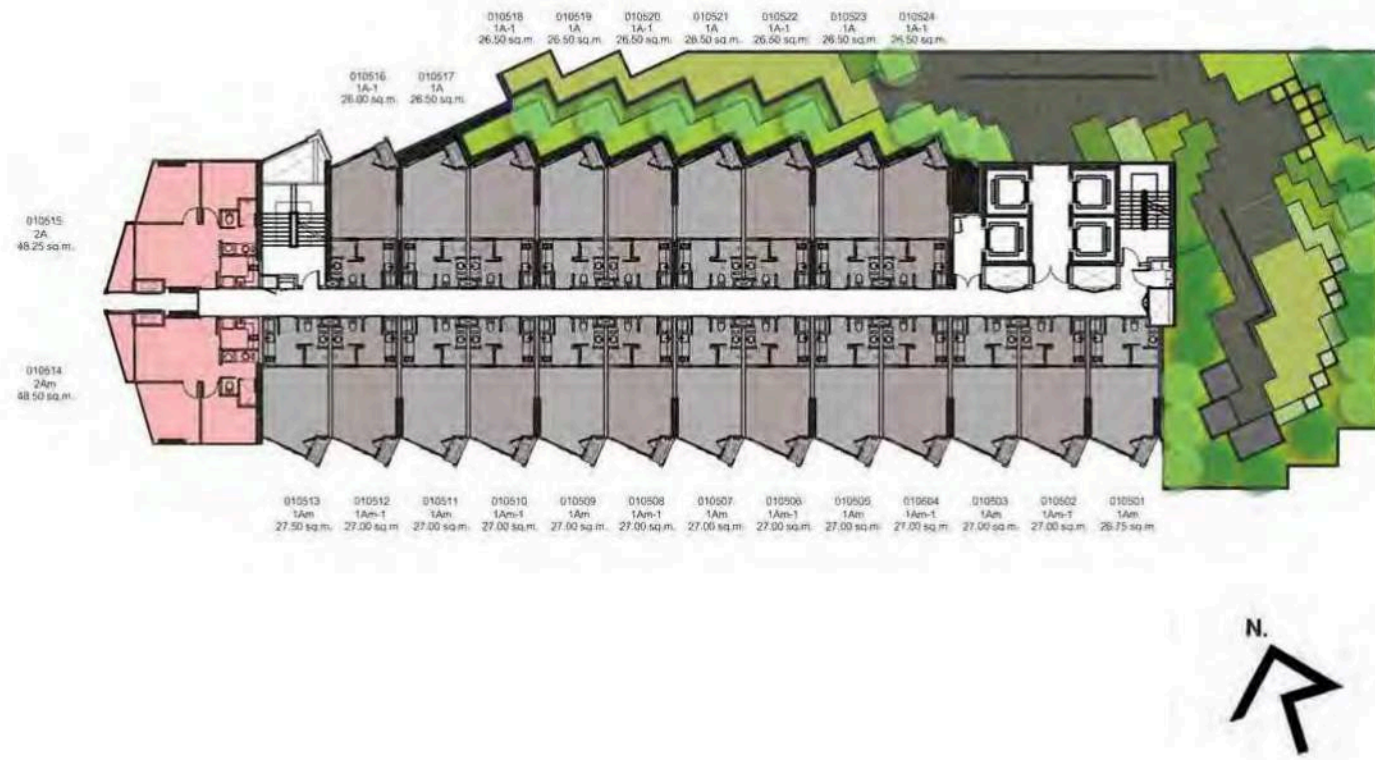 010518
1A-1
26.50 sq.m.
010519
1A
26.50 sq.m.
010520
1A-1
26.50 sq.m.
010521
1A
26.50 sq.m.
010522
1A-1
26.50 sq.m.
010523
1A
26.50 sq.m.
010524
1A-1
26.50 sq.m.
010516
1A-1
26.00 sq.m.
010517
1A
26.50 sq.m.
010515
2A
48.25 sq.m.
010514
2Am
48.50 sq.m.
010513
1Am
27.50 sq.m.
010512
1Am-1
27.00 sq.m
010511
1Am
27.00 sq.m.
010510
1Am-1
27.00 sq.m.
010509
1Am
27.00 sq.m.
010508
1Am-1
27.00 sq.m.
010507
1Am
27.00 sq.m.
010506
1Am-1
27.00 sq.m.
010505
1Am
27.00 sq.m.
010504
1Am-1
27.00 sq.m.
010503
1Am
27.00 sq.m.
010502
1Am-1
27.00 sq.m.
010501
1Am
26.75 sq.m
N.